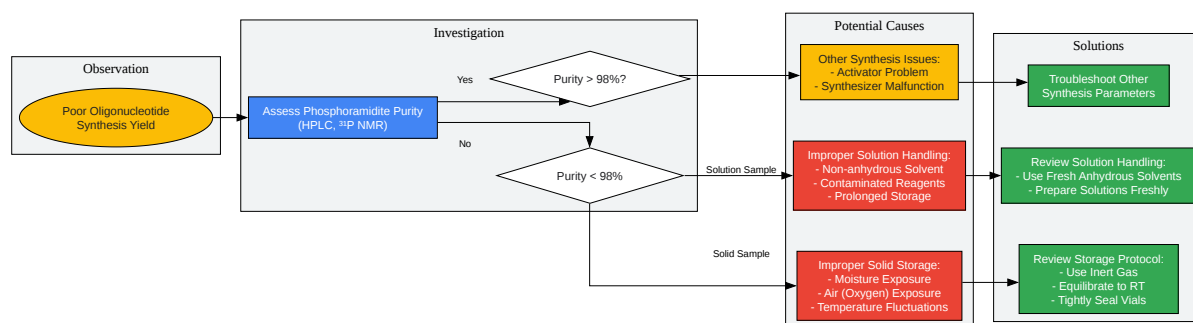 Observation
Poor Oligonucleotide
Synthesis Yield
Investigation
Assess Phosphoramidite Purity
(HPLC, ³¹P NMR)
Yes
No
Purity > 98%?
Purity < 98%
Solution Sample
Solid Sample
Potential Causes
Other Synthesis Issues:
- Activator Problem
- Synthesizer Malfunction
Improper Solution Handling:
- Non-anhydrous Solvent
- Contaminated Reagents
- Prolonged Storage
Improper Solid Storage:
- Moisture Exposure
- Air (Oxygen) Exposure
- Temperature Fluctuations
Solutions
Troubleshoot Other
Synthesis Parameters
Review Solution Handling:
- Use Fresh Anhydrous Solvents
- Prepare Solutions Freshly
Review Storage Protocol:
- Use Inert Gas
- Equilibrate to RT
- Tightly Seal Vials